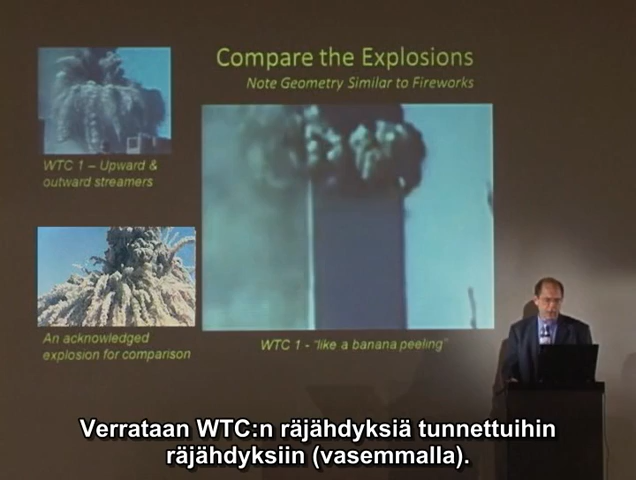 Compare the Explosions
Note Geometry Similar to Fireworks
WTC 1 – Upward &
outward streamers
An acknowledged
explosion for comparison
WTC 1 - "like a banana peeling"
Verrataan WTC:n räjähdyksiä tunnettuihin
räjähdyksiin (vasemmalla).